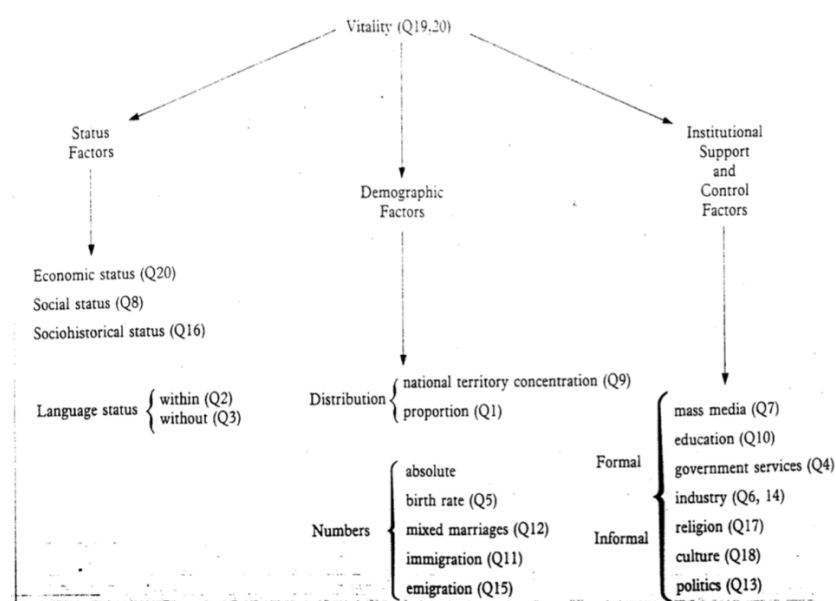 Vitality (Q19,20)
Status
Factors
Economic status (Q20)
Social status (Q8)
Sociohistorical status (Q16)
Language status
within (Q2)
without (Q3)
Demographic
Factors
Distribution
national territory concentration (Q9)
proportion (Q1)
Numbers
absolute
birth rate (Q5)
mixed marriages (Q12)
immigration (Q11)
emigration (Q15)
Institutional
Support
and
Control
Factors
Formal
Informal
mass media (Q7)
education (Q10)
government services (Q4)
industry (Q6, 14)
religion (Q17)
culture (Q18)
politics (Q13)